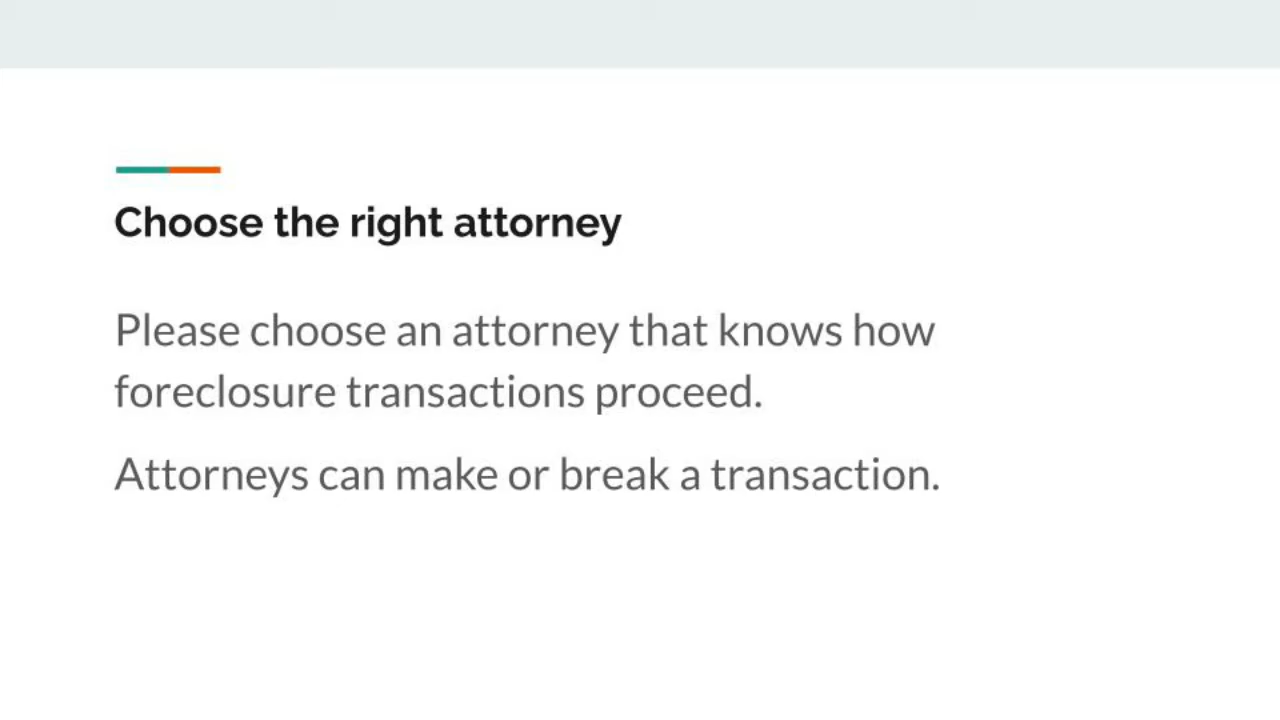 Choose the right attorney
Please choose an attorney that knows how
foreclosure transactions proceed.
Attorneys can make or break a transaction.